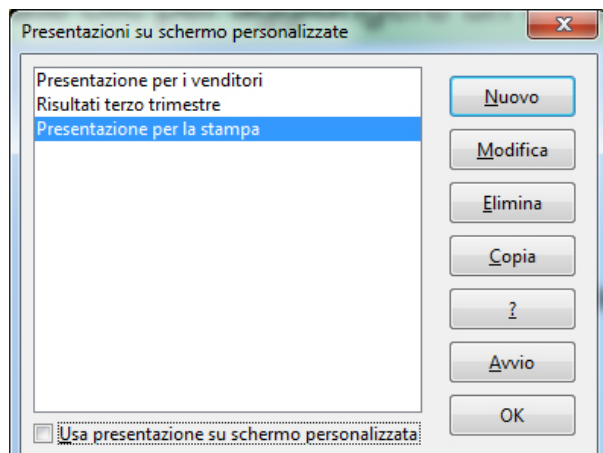 Presentazioni su schermo personalizzate
Presentazione per i venditori
Risultati terzo trimestre
Presentazione per la stampa
Nuovo
Modifica
Elimina
Copia
?
Avvio
OK
Usa presentazione su schermo personalizzata